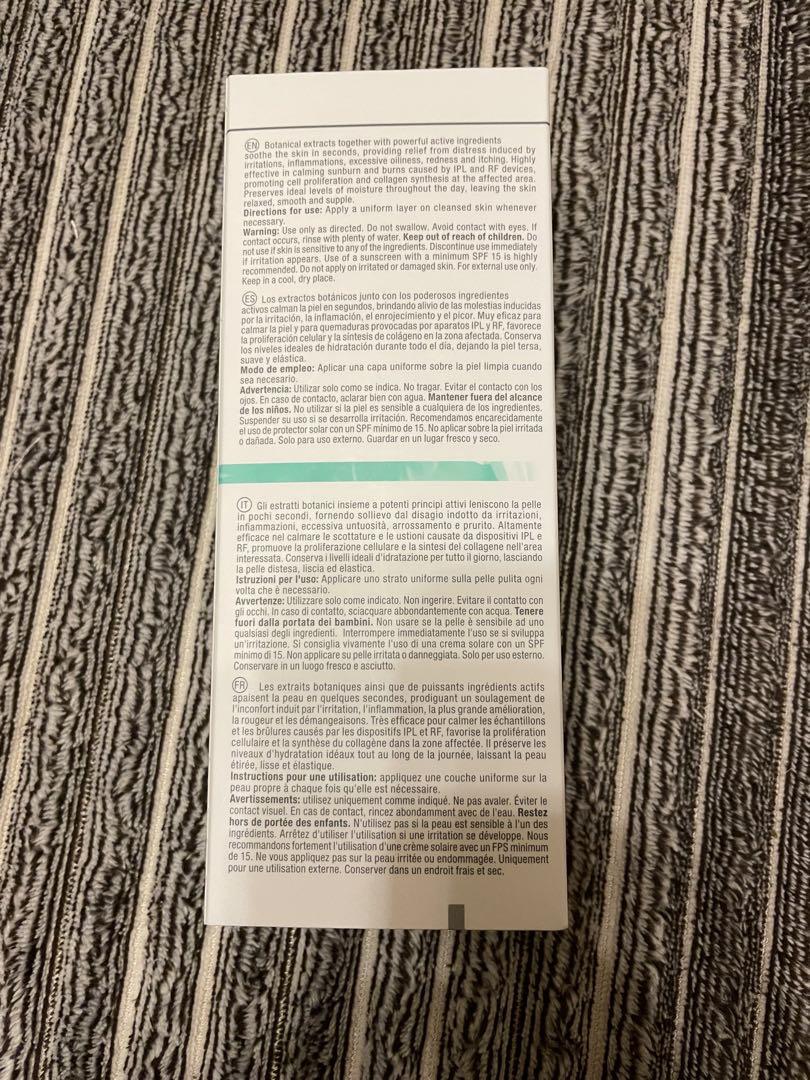 EN Botanical extracts together with powerful active ingredients
soothe the skin in seconds, providing relief from distress induced by
irritations, inflammations, excessive oiliness, redness and itching. Highly
effective in calming sunburn and burns caused by IPL and RF devices,
promoting cell proliferation and collagen synthesis at the affected area.
Preserves ideal levels of moisture throughout the day, leaving the skin
relaxed, smooth and supple.
Directions for use: Apply a uniform layer on cleansed skin whenever
necessary.
Warning: Use only as directed. Do not swallow. Avoid contact with eyes. If
contact occurs, rinse with plenty of water. Keep out of reach of children. Do
not use if skin is sensitive to any of the ingredients. Discontinue use immediately
if irritation appears. Use of a sunscreen with a minimum SPF 15 is highly
recommended. Do not apply on irritated or damaged skin. For external use only.
Keep in a cool, dry place.
ES Los extractos botánicos junto con los poderosos ingredientes
activos calman la piel en segundos, brindando alivio de las molestias inducidas
por la irritación, la inflamación, el enrojecimiento y el picor. Muy eficaz para
calmar la piel y para quemaduras provocadas por aparatos IPL y RF, favorece
la proliferación celular y la síntesis de colágeno en la zona afectada. Conserva
los niveles ideales de hidratación durante todo el día, dejando la piel tersa,
suave y elástica.
Modo de empleo: Aplicar una capa uniforme sobre la piel limpia cuando
sea necesario.
Advertencia: Utilizar solo como se indica. No tragar. Evitar el contacto con los
ojos. En caso de contacto, aclarar bien con agua. Mantener fuera del alcance
de los niños. No utilizar si la piel es sensible a cualquiera de los ingredientes.
Suspender su uso si se desarrolla irritación. Recomendamos encarecidamente
el uso de protector solar con un SPF mínimo de 15. No aplicar sobre la piel irritada
o dañada. Solo para uso externo. Guardar en un lugar fresco y seco.
IT Gli estratti botanici insieme a potenti principi attivi leniscono la pelle
in pochi secondi, fornendo sollievo dal disagio indotto da irritazioni,
infiammazioni, eccessiva untuosità, arrossamento e prurito. Altamente
efficace nel calmare le scottature e le ustioni causate da dispositivi IPL e
RF, promuove la proliferazione cellulare e la sintesi del collagene nell'area
interessata. Conserva i livelli ideali d'idratazione per tutto il giorno, lasciando
la pelle distesa, liscia ed elastica.
Istruzioni per l'uso: Applicare uno strato uniforme sulla pelle pulita ogni
volta che è necessario.
Avvertenze: Utilizzare solo come indicato. Non ingerire. Evitare il contatto con
gli occhi. In caso di contatto, sciacquare abbondantemente con acqua. Tenere
fuori dalla portata dei bambini. Non usare se la pelle è sensibile ad uno
qualsiasi degli ingredienti. Interrompere immediatamente l'uso se si sviluppa
un'irritazione. Si consiglia vivamente l'uso di una crema solare con un SPF
minimo di 15. Non applicare su pelle irritata o danneggiata. Solo per uso esterno.
Conservare in un luogo fresco e asciutto.
FR Les extraits botaniques ainsi que de puissants ingrédients actifs
apaisent la peau en quelques secondes, prodiguant un soulagement de
l'inconfort induit par l'irritation, l'inflammation, la plus grande amélioration,
la rougeur et les démangeaisons. Très efficace pour calmer les échantillons
et les brûlures causés par les dispositifs IPL et RF, favorise la prolifération
cellulaire et la synthèse du collagène dans la zone affectée. Il préserve les
niveaux d'hydratation idéaux tout au long de la journée, laissant la peau
étirée, lisse et élastique.
Instructions pour une utilisation: appliquez une couche uniforme sur la
peau propre à chaque fois qu'elle est nécessaire.
Avertissements: utilisez uniquement comme indiqué. Ne pas avaler. Éviter le
contact visuel. En cas de contact, rincez abondamment avec de l'eau. Restez
hors de portée des enfants. N'utilisez pas si la peau est sensible à l'un des
ingrédients. Arrêtez d'utiliser l'utilisation si une irritation se développe. Nous
recommandons fortement l'utilisation d'une crème solaire avec un FPS minimum
de 15. Ne vous appliquez pas sur la peau irritée ou endommagée. Uniquement
pour une utilisation externe. Conserver dans un endroit frais et sec.